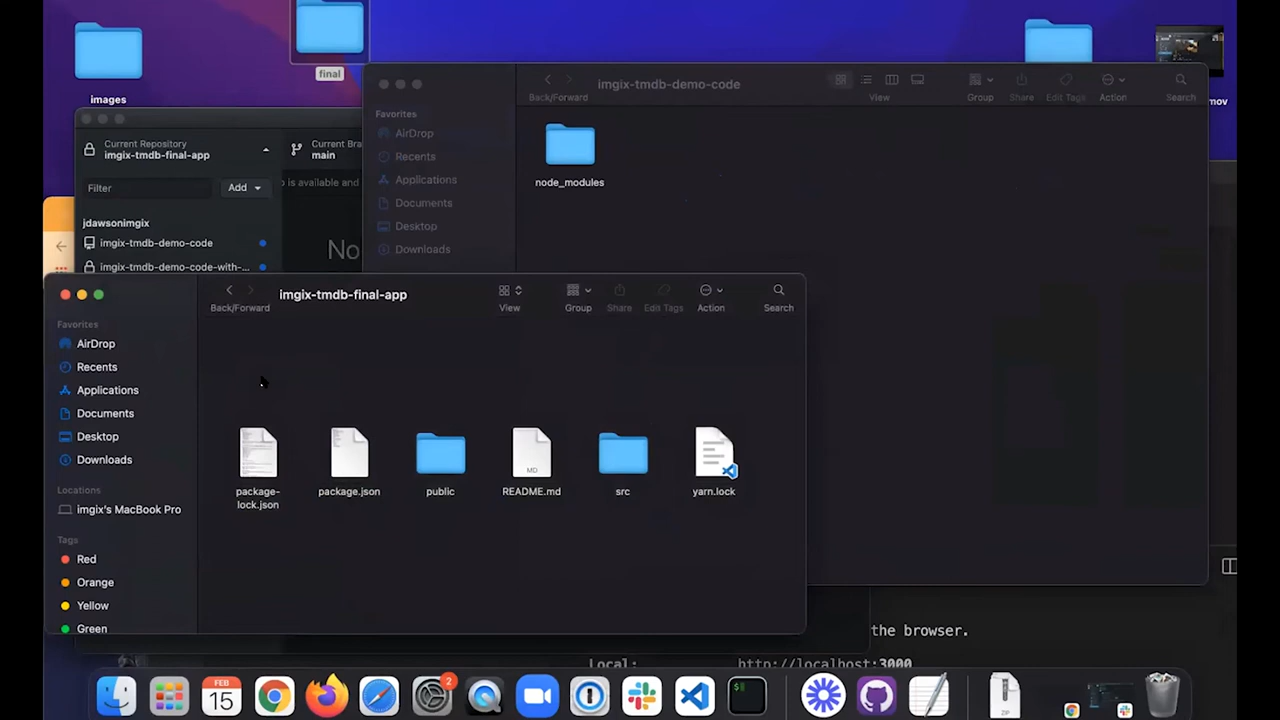 images
final
mov
imgix-tmdb-demo-code
Back/Forward
View
Group
Share
Edit Tags
Action
Search
Favorites
AirDrop
Recents
Applications
Documents
Desktop
Downloads
node_modules
Current Repository
imgix-tmdb-final-app
Current Bra
main
Filter
Add
is available and
No
jdawsonimgix
imgix-tmdb-demo-code
imgix-tmdb-demo-code-with-...
imgix-tmdb-final-app
Back/Forward
View
Group
Share
Edit Tags
Action
Search
Favorites
AirDrop
Recents
Applications
Documents
Desktop
Downloads
Locations
imgix's MacBook Pro
Tags
Red
Orange
Yellow
Green
package-
lock.json
package.json
public
MD
README.md
src
yarn.lock
the browser.
Local: http://localhost:3000
FEB
15
2
$
ZIP